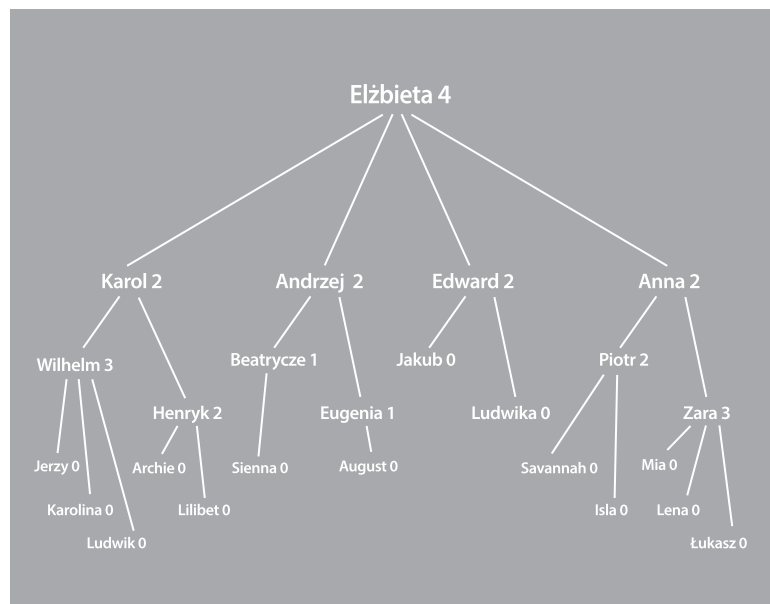 Elżbieta 4
Karol 2
Andrzej 2
Edward 2
Anna 2
Wilhelm 3
Beatrycze 1
Jakub 0
Piotr 2
Henryk 2
Eugenia 1
Ludwika 0
Zara 3
Jerzy 0
Archie 0
Sienna 0
August 0
Savannah 0
Mia 0
Karolina 0
Lilibet 0
Isla 0
Lena 0
Ludwik 0
Łukasz 0